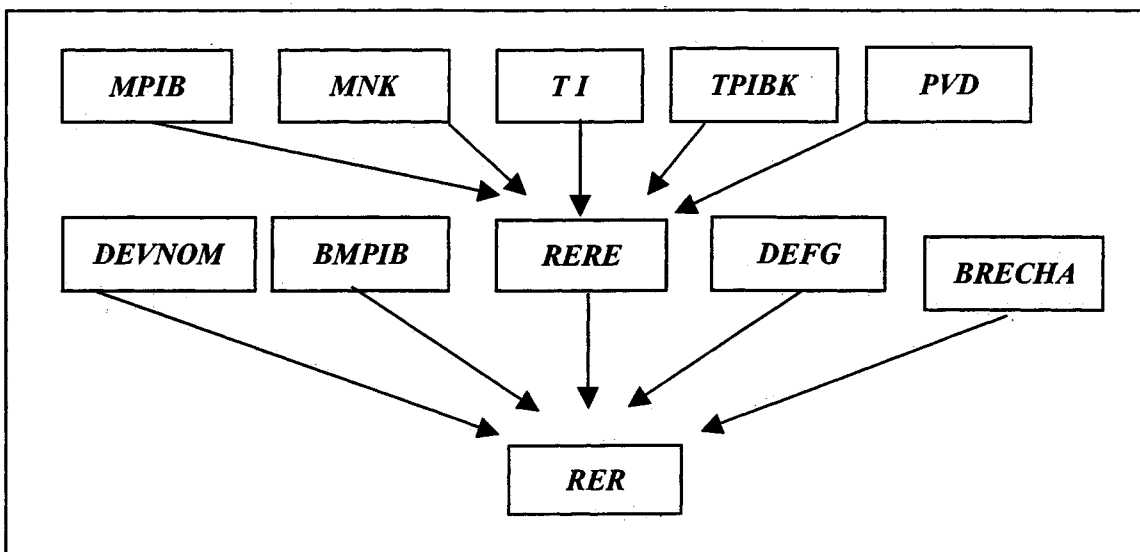 MPIB MNK T I TPIBK PVD
DEVNOM BMPIB RERE DEFG BRECHA
RER